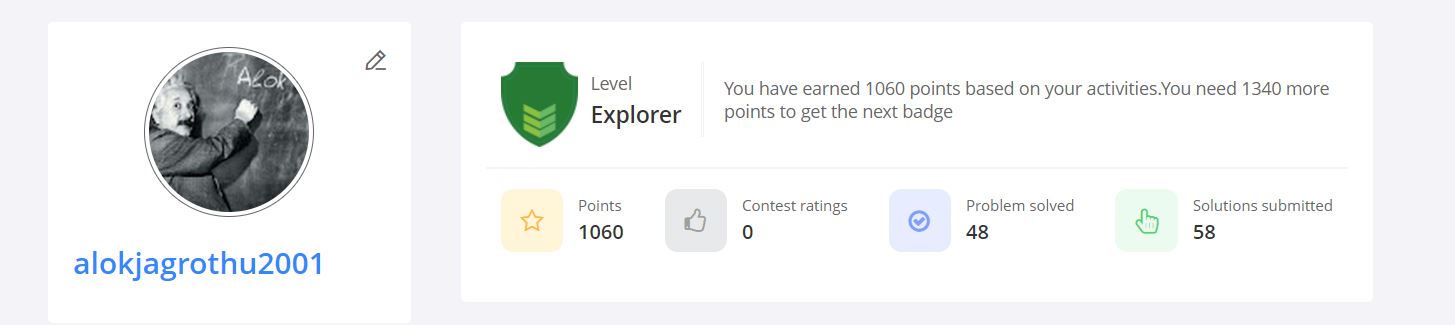 Alok
alokjagrothu2001
Level
Explorer
You have earned 1060 points based on your activities.You need 1340 more
points to get the next badge
Points
1060
Contest ratings
0
Problem solved
48
Solutions submitted
58